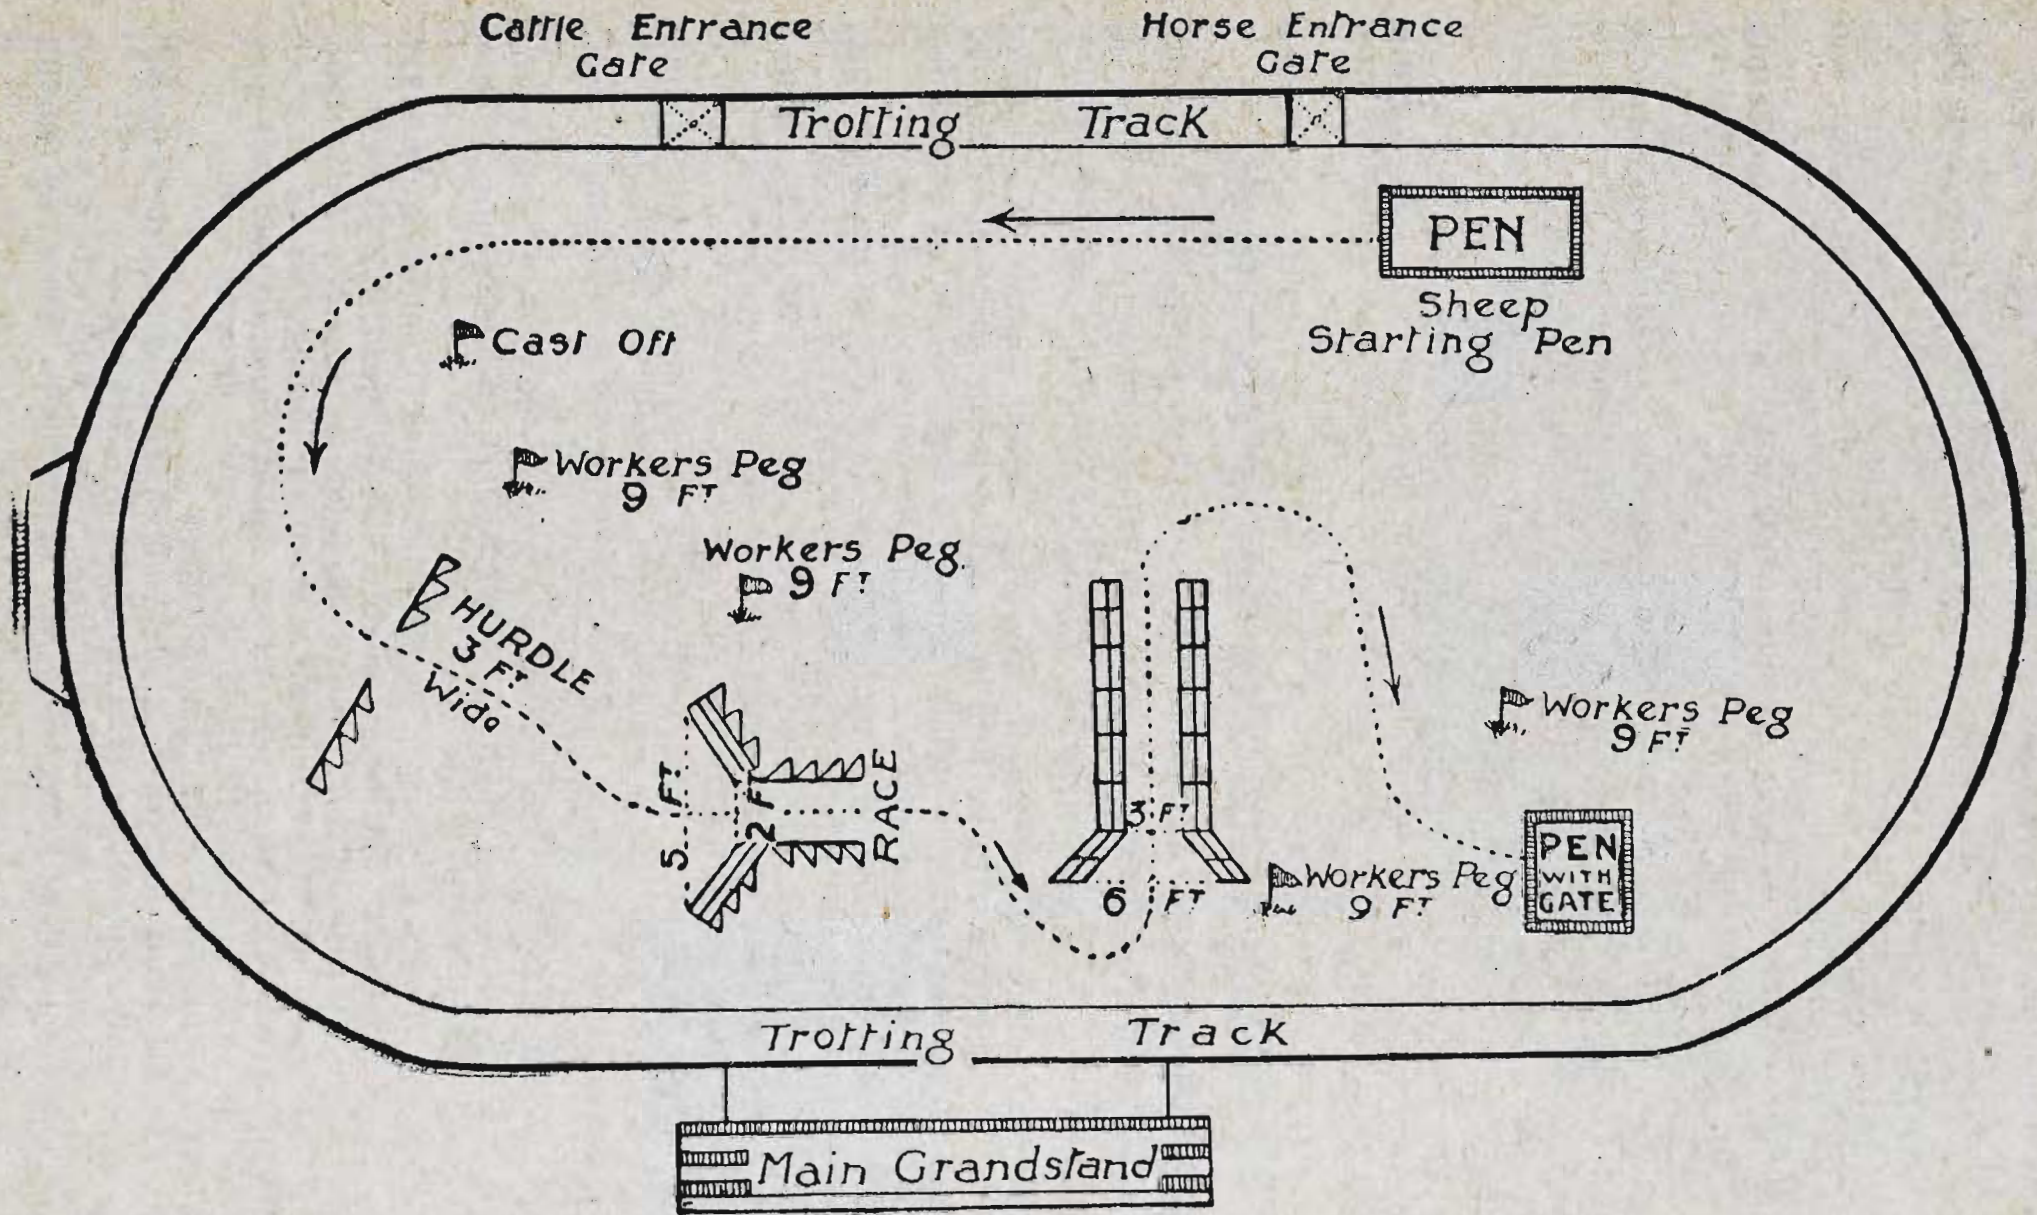 Cattle Entrance
Gate
Horse Entrance
Gate
Trotting Track
PEN
Sheep
Starting Pen
Cast Off
Workers Peg
9 FT
Workers Peg.
9 FT
HURDLE
3 FT
Wide
5 FT
2 FT
RACE
3 FT
6 FT
Workers Peg
9 FT
Workers Peg
9 FT
PEN
WITH
GATE
Trotting Track
Main Grandstand